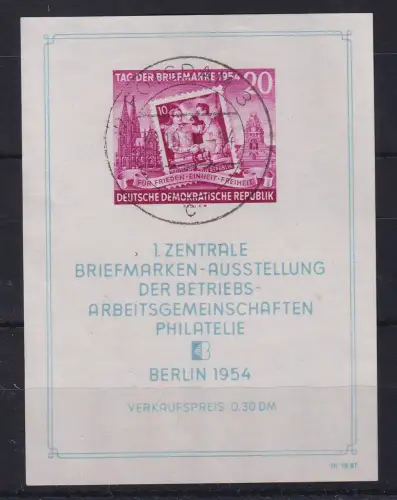 TAG DER BRIEFMARKE 1954 20
10
FÜR FRIEDEN · EINHEIT · FREIHEIT
DEUTSCHE DEMOKRATISCHE REPUBLIK
c
1. ZENTRALE
BRIEFMARKEN-AUSSTELLUNG
DER BETRIEBS-
ARBEITSGEMEINSCHAFTEN
PHILATELIE
BERLIN 1954
VERKAUFSPREIS 0,30 DM